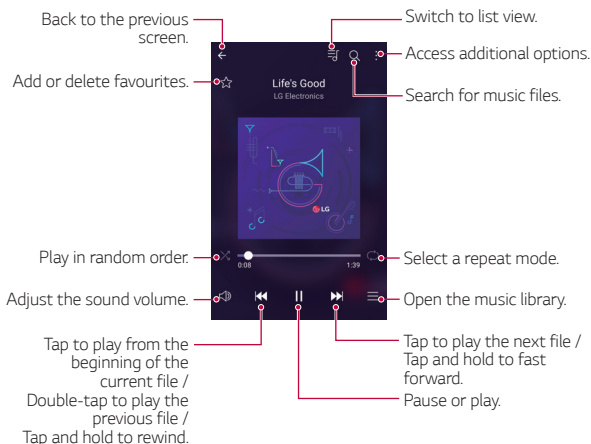 Back to the previous
screen.
Switch to list view.
Access additional options.
Add or delete favourites.
Search for music files.
Life's Good
LG Electronics
LG
Play in random order.
0:08
1:39
Select a repeat mode.
Adjust the sound volume.
Open the music library.
Tap to play from the
beginning of the
current file /
Double-tap to play the
previous file /
Tap and hold to rewind.
Tap to play the next file /
Tap and hold to fast
forward.
Pause or play.